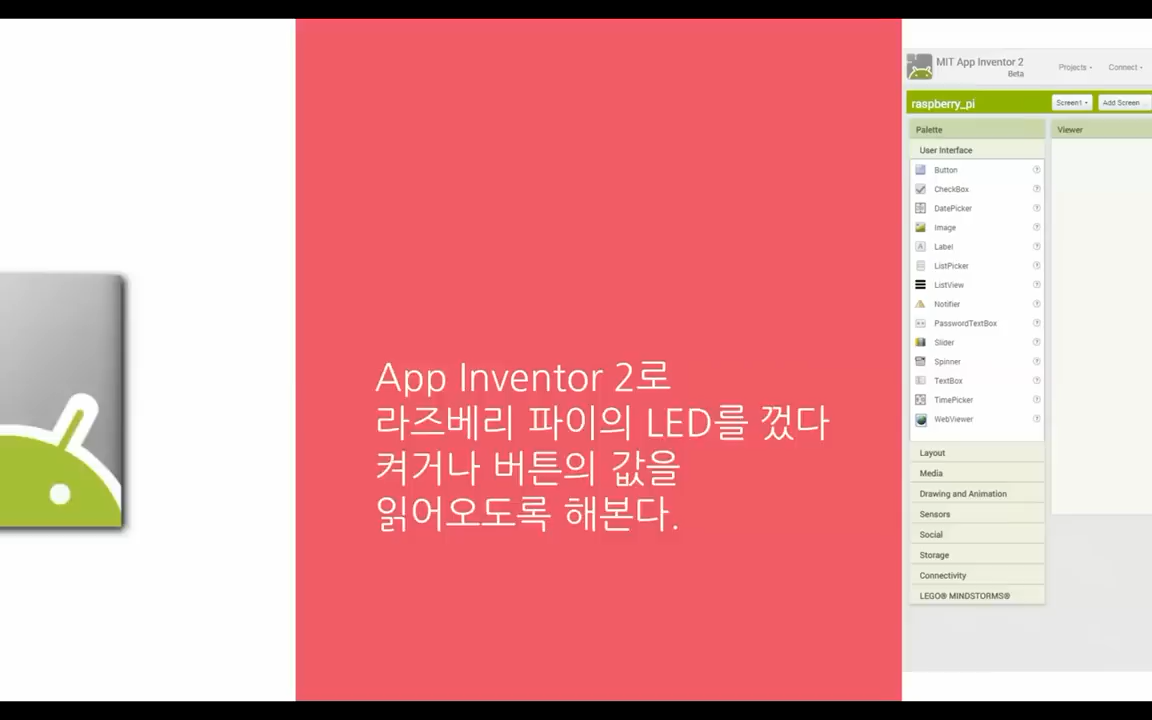 App Inventor 2로
라즈베리 파이의 LED를 껐다
켜거나 버튼의 값을
읽어오도록 해본다.
MIT App Inventor 2
Beta
Projects
Connect
raspberry_pi
Screen1
Add Screen ...
Palette
Viewer
User Interface
Button
CheckBox
DatePicker
Image
Label
ListPicker
ListView
Notifier
PasswordTextBox
Slider
Spinner
TextBox
TimePicker
WebViewer
Layout
Media
Drawing and Animation
Sensors
Social
Storage
Connectivity
LEGO® MINDSTORMS®